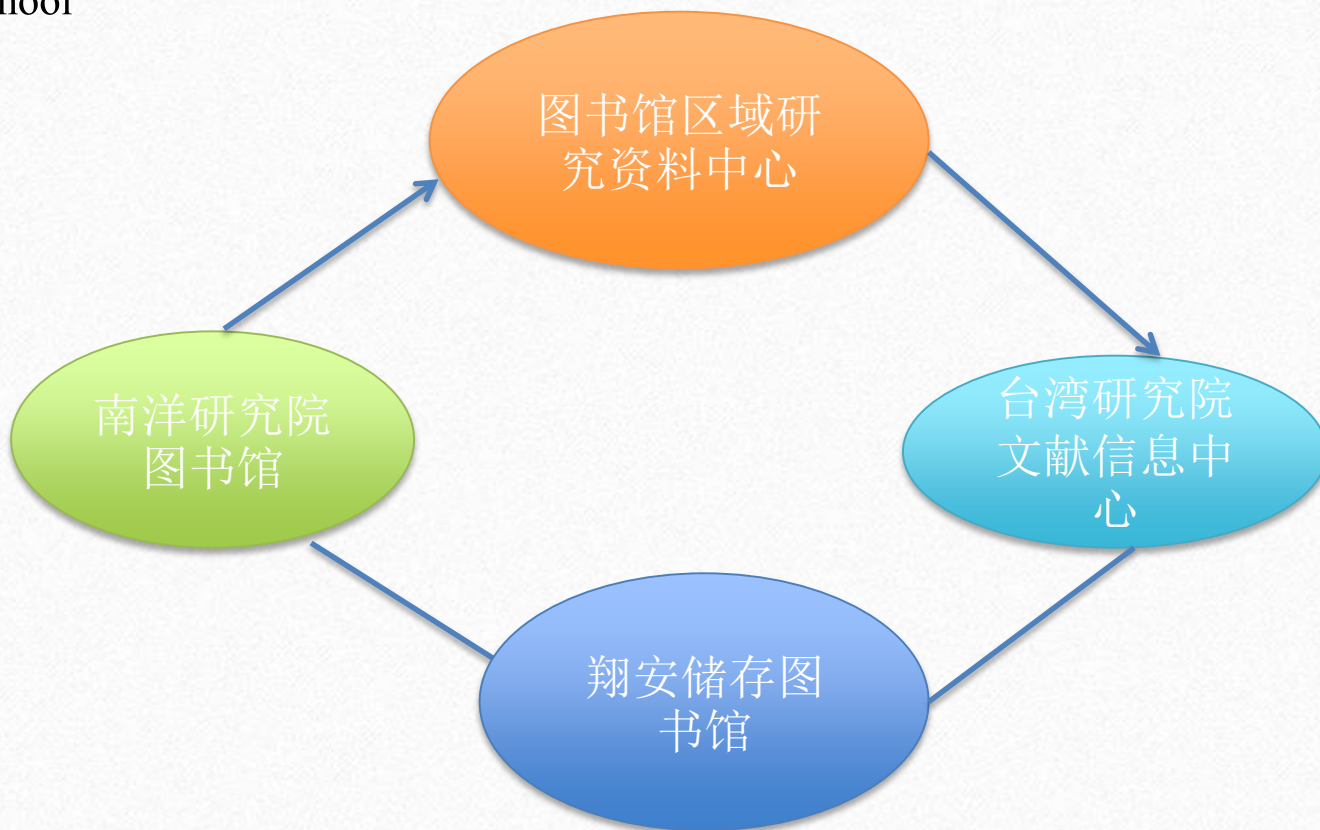 图书馆区域研
究资料中心
南洋研究院
图书馆
台湾研究院
文献信息中
心
翔安储存图
书馆